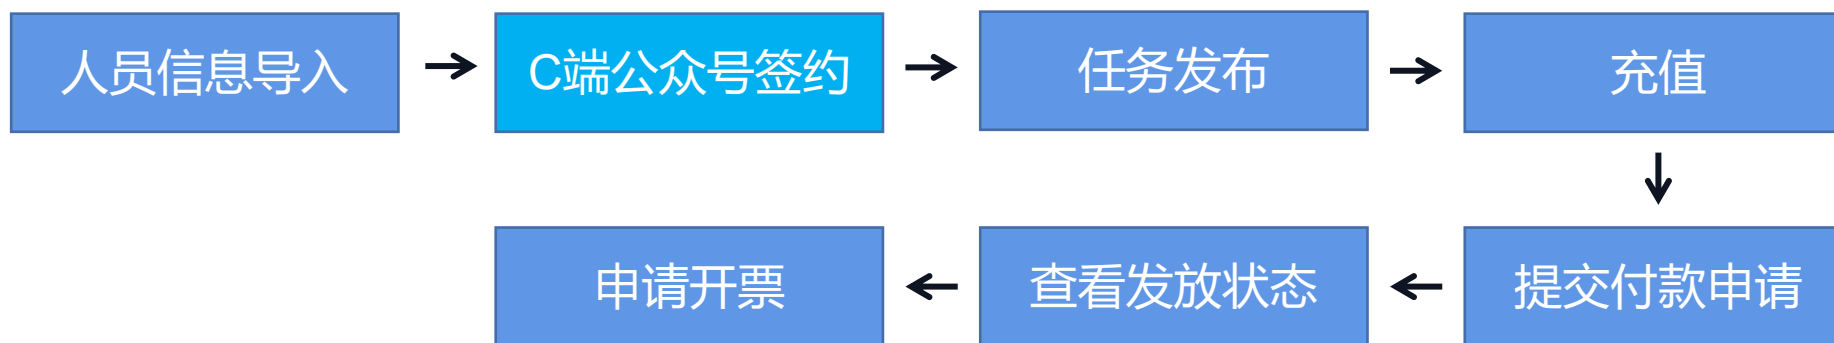 人员信息导入
C端公众号签约
任务发布
充值
提交付款申请
查看发放状态
申请开票